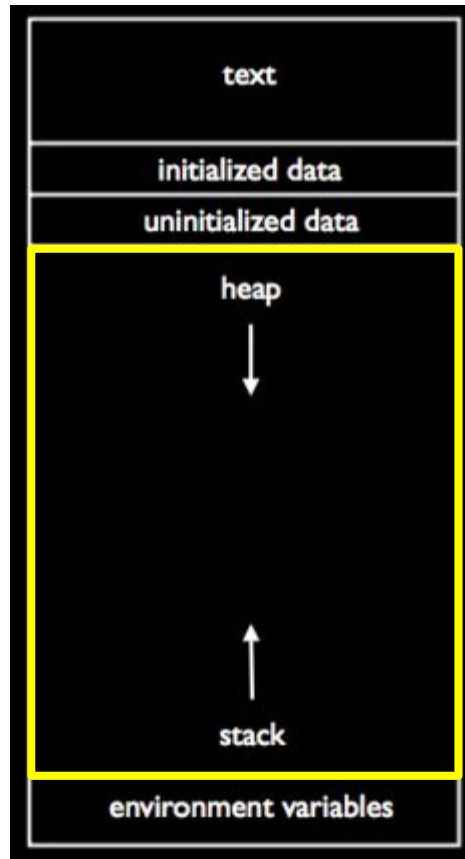 text
initialized data
uninitialized data
heap
stack
environment variables